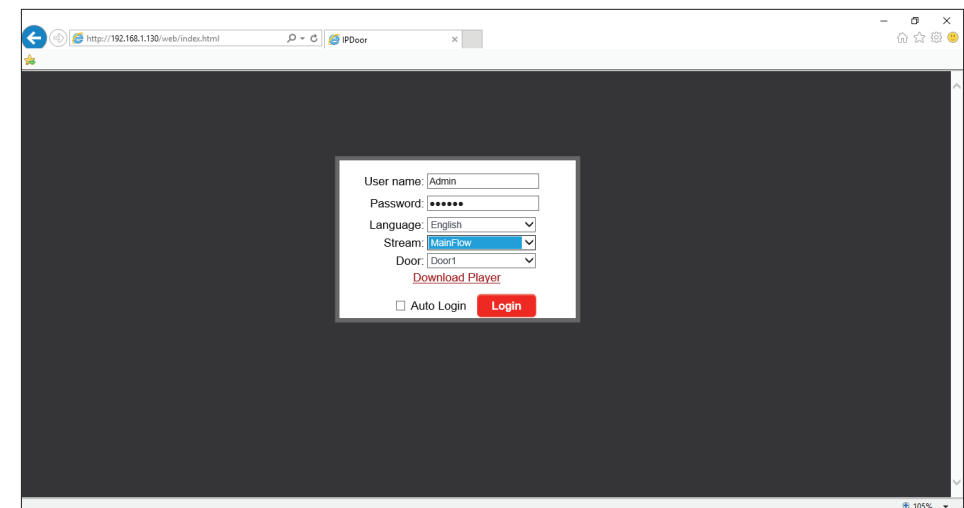 http://192.168.1.130/web/index.html
IPDoor
User name: Admin
Password: ●●●●●●
Language: English
Stream: MainFlow
Door: Door1
Download Player
Auto Login Login
105%